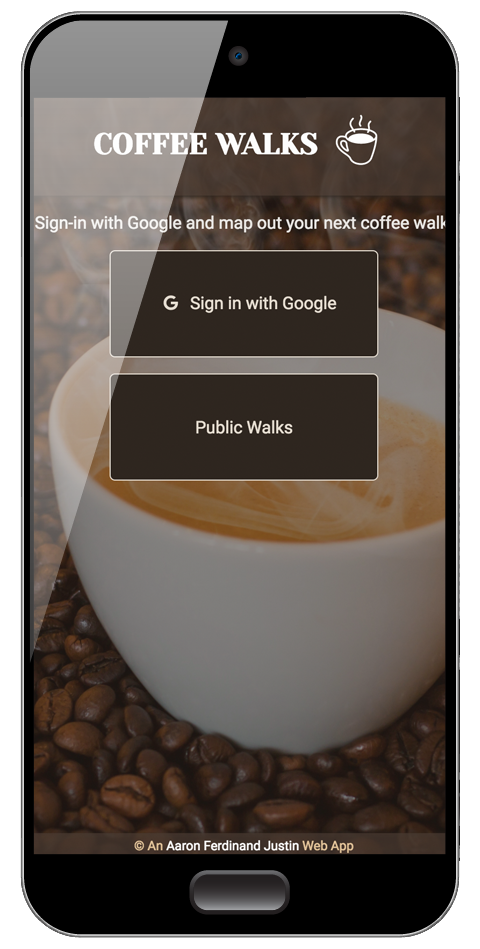 COFFEE WALKS
Sign-in with Google and map out your next coffee walk
G Sign in with Google
Public Walks
© An Aaron Ferdinand Justin Web App